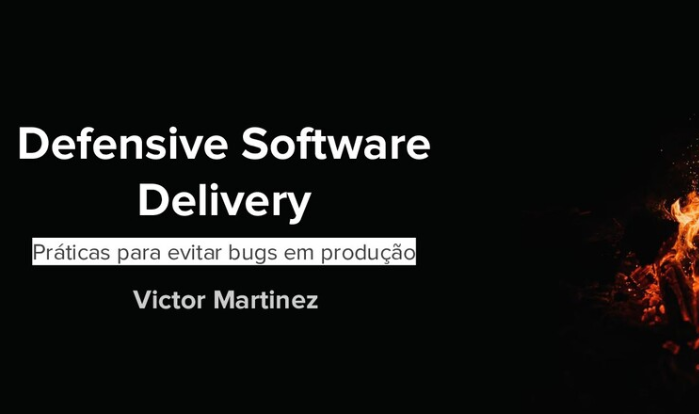 Defensive Software
Delivery
Práticas para evitar bugs em produção
Victor Martinez